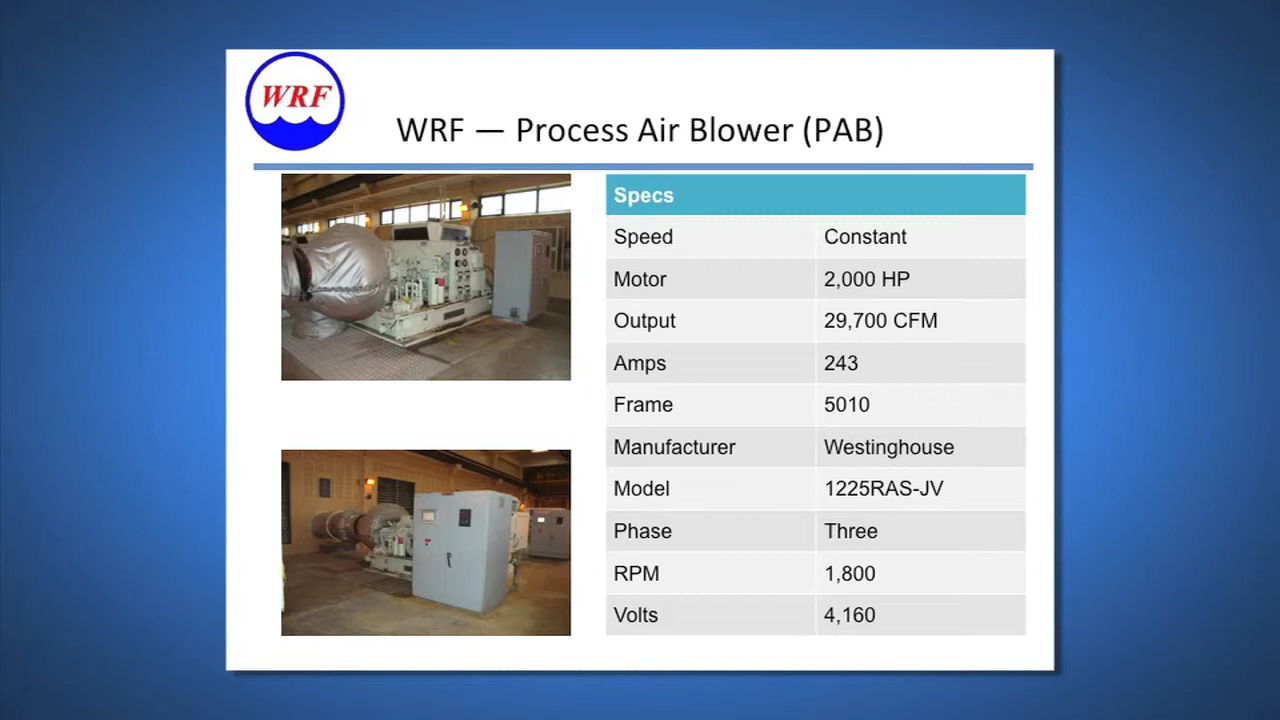 WRF
WRF — Process Air Blower (PAB)
Specs
Speed Constant
Motor 2,000 HP
Output 29,700 CFM
Amps 243
Frame 5010
Manufacturer Westinghouse
Model 1225RAS-JV
Phase Three
RPM 1,800
Volts 4,160